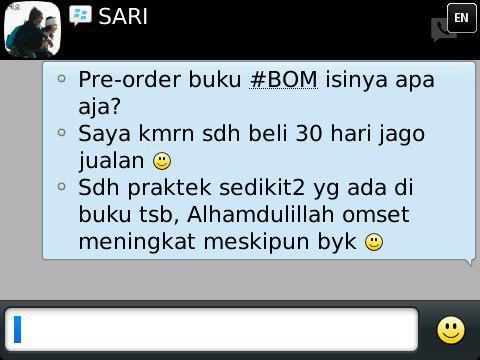 SARI
EN
Pre-order buku #BOM isinya apa
aja?
Saya kmrn sdh beli 30 hari jago
jualan
Sdh praktek sedikit2 yg ada di
buku tsb, Alhamdulillah omset
meningkat meskipun byk